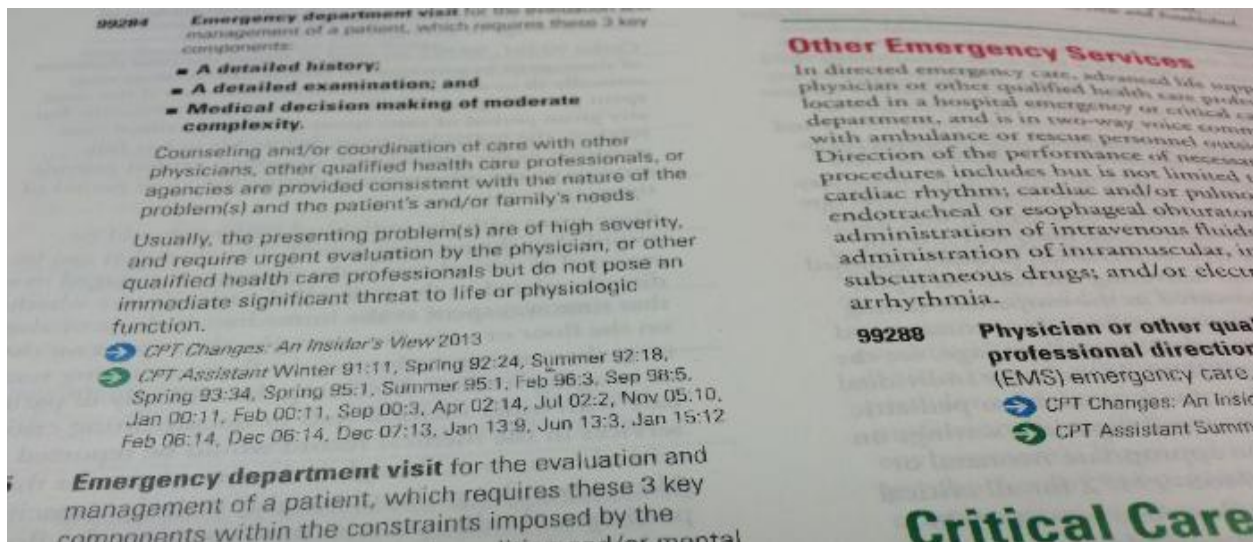 99284 Emergency department visit for the evaluation and
management of a patient, which requires these 3 key
components:
A detailed history;
A detailed examination; and
Medical decision making of moderate
complexity.
Counseling and/or coordination of care with other
physicians, other qualified health care professionals, or
agencies are provided consistent with the nature of the
problem(s) and the patient's and/or family's needs.
Usually, the presenting problem(s) are of high severity,
and require urgent evaluation by the physician, or other
qualified health care professionals but do not pose an
immediate significant threat to life or physiologic
function.
CPT Changes: An Insider's View 2013
CPT Assistant Winter 91:11, Spring 92:24, Summer 92:18,
Spring 93:34, Spring 95:1, Summer 95:1, Feb 96:3, Sep 98:5,
Jan 00:11, Feb 00:11, Sep 00:3, Apr 02:14, Jul 02:2, Nov 05:10,
Feb 06:14, Dec 06:14, Dec 07:13, Jan 13:9, Jun 13:3, Jan 15:12
Emergency department visit for the evaluation and
management of a patient, which requires these 3 key
components within the constraints imposed by the
and/or mental
Other Emergency Services
In directed emergency care, advanced life
physician or other qualified health care
located in a hospital emergency or critical
department, and is in two-way voice
with ambulance or rescue personnel
Direction of the performance of
procedures includes but is not limited
cardiac rhythm; cardiac and/or
endotracheal or esophageal
administration of intravenous
administration of intramuscular,
subcutaneous drugs; and/or
arrhythmia.
99288 Physician or other
professional direction
(EMS) emergency care,
CPT Changes: An
CPT Assistant
Critical Care